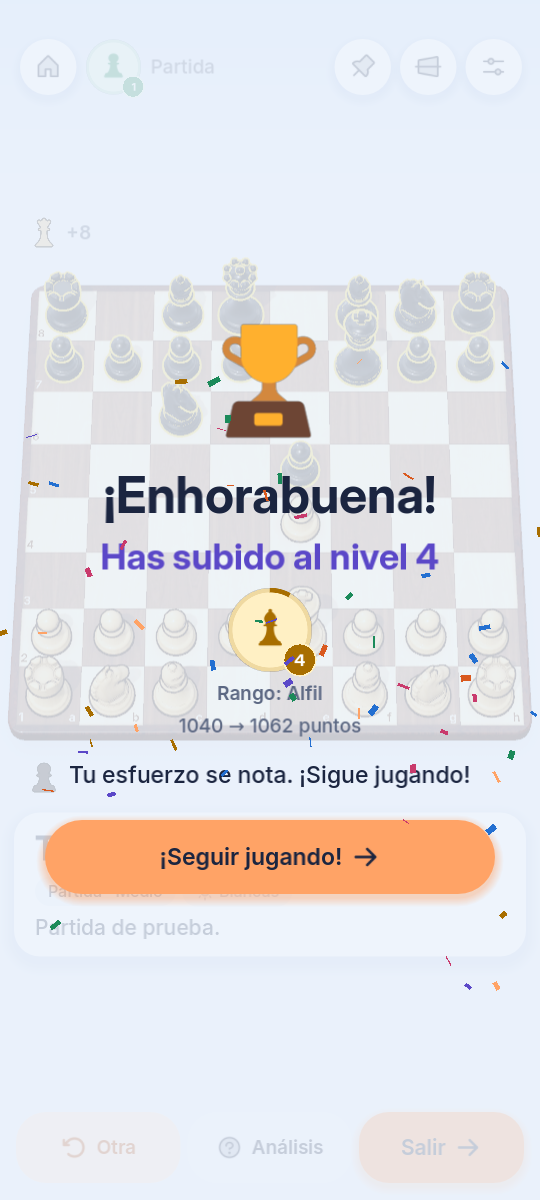 Partida
1
+8
¡Enhorabuena!
Has subido al nivel 4
4
Rango: Alfil
1040 → 1062 puntos
Tu esfuerzo se nota. ¡Sigue jugando!
¡Seguir jugando!
Partida de prueba.
Otra
Análisis
Salir